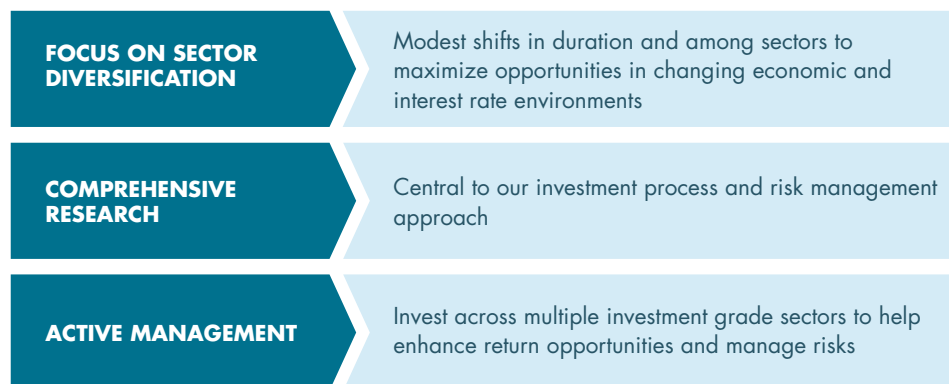 FOCUS ON SECTOR
DIVERSIFICATION
Modest shifts in duration and among sectors to
maximize opportunities in changing economic and
interest rate environments
COMPREHENSIVE
RESEARCH
Central to our investment process and risk management
approach
ACTIVE MANAGEMENT
Invest across multiple investment grade sectors to help
enhance return opportunities and manage risks